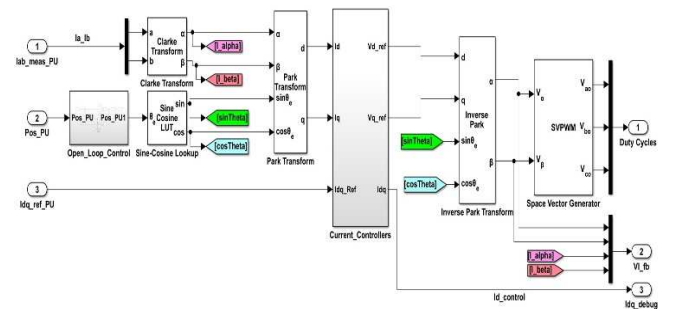 1
Iab_meas_PU
Ia_Ib
a
b
Clarke
Transform
α
β
Clarke Transform
[I_alpha]
[I_beta]
2
Pos_PU
Pos_PU Pos_PU1
Open_Loop_Control
θe
Sine
Cosine
LUT
sin
cos
Sine-Cosine Lookup
[sinTheta]
[cosTheta]
α
β
sinθe
cosθe
Park
Transform
d
q
Park Transform
3
Idq_ref_PU
Id
Iq
Idq_Ref
Vd_ref
Vq_ref
Idq
Current_Controllers
[sinTheta]
[cosTheta]
d
q
sinθe
cosθe
Inverse
Park
α
β
Inverse Park Transform
Vα
Vβ
SVPWM
Vao
Vbo
Vco
Space Vector Generator
1
Duty Cycles
[I_alpha]
[I_beta]
2
VI_fb
Id_control
3
Idq_debug